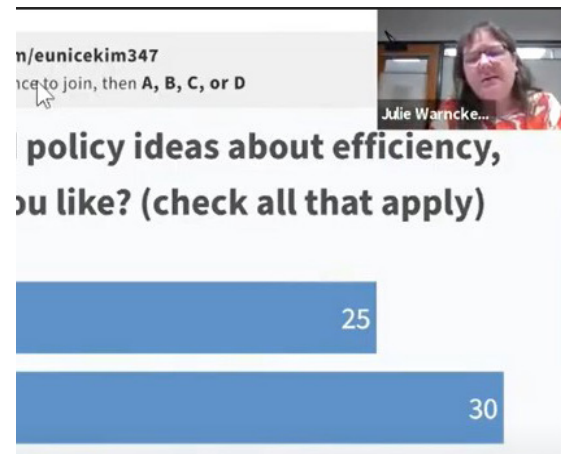 m/eunicekim347
nce to join, then A, B, C, or D
Julie Warncke...
policy ideas about efficiency,
ou like? (check all that apply)
25
30